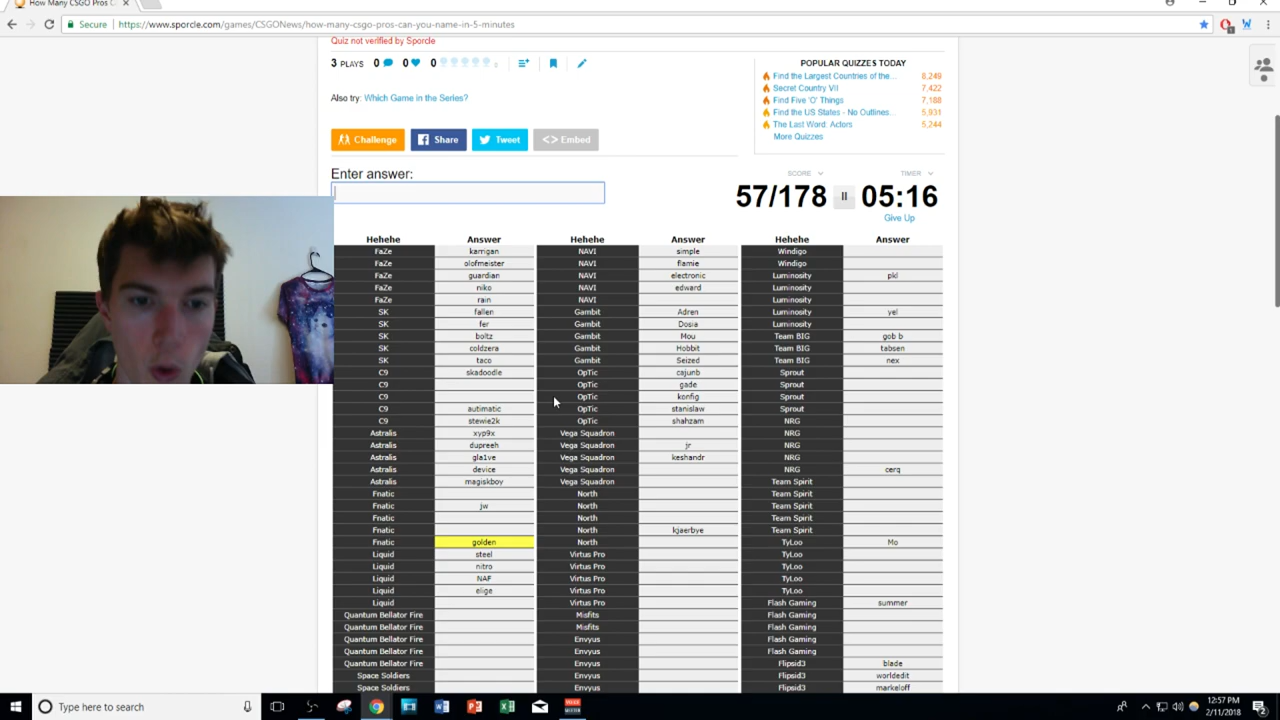 How Many CSGO Pros C
Secure https://www.sporcle.com/games/CSGONews/how-many-csgo-pros-can-you-name-in-5-minutes
Quiz not verified by Sporcle
3 PLAYS 0 0 0
POPULAR QUIZZES TODAY
Find the Largest Countries of the... 8,249
Secret Country VII 7,422
Find Five 'O' Things 7,188
Find the US States - No Outlines... 5,931
The Last Word: Actors 5,244
More Quizzes
Also try: Which Game in the Series?
Challenge Share Tweet <> Embed
Enter answer:
SCORE TIMER
57/178 05:16
Give Up
Hehehe Answer Hehehe Answer Hehehe Answer
FaZe karrigan NAVI simple Windigo
FaZe olofmeister NAVI flamie Windigo
FaZe guardian NAVI electronic Luminosity pkl
FaZe niko NAVI edward Luminosity
FaZe rain NAVI Luminosity
SK fallen Gambit Adren Luminosity yel
SK fer Gambit Dosia Luminosity
SK boltz Gambit Mou Team BIG gob b
SK coldzera Gambit Hobbit Team BIG tabsen
SK taco Gambit Seized Team BIG nex
C9 skadoodle OpTic cajunb Sprout
C9 OpTic gade Sprout
C9 OpTic konfig Sprout
C9 autimatic OpTic stanislaw Sprout
C9 stewie2k OpTic shahzam NRG
Astralis xyp9x Vega Squadron NRG
Astralis dupreeh Vega Squadron jr NRG
Astralis gla1ve Vega Squadron keshandr NRG
Astralis device Vega Squadron NRG cerq
Astralis magiskboy Vega Squadron Team Spirit
Fnatic North Team Spirit
Fnatic jw North Team Spirit
Fnatic North Team Spirit
Fnatic North kjaerbye Team Spirit
Fnatic golden North TyLoo Mo
Liquid steel Virtus Pro TyLoo
Liquid nitro Virtus Pro TyLoo
Liquid NAF Virtus Pro TyLoo
Liquid elige Virtus Pro TyLoo
Liquid Virtus Pro Flash Gaming summer
Quantum Bellator Fire Misfits Flash Gaming
Quantum Bellator Fire Misfits Flash Gaming
Quantum Bellator Fire Envyus Flash Gaming
Quantum Bellator Fire Envyus Flash Gaming
Quantum Bellator Fire Envyus Flipsid3 blade
Space Soldiers Envyus Flipsid3 worldedit
Space Soldiers Envyus Flipsid3 markeloff
Type here to search
12:57 PM
2/11/2018